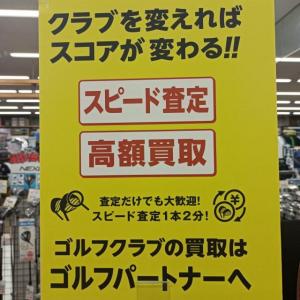 クラブを変えれば
スコアが変わる!!
スピード査定
高額買取
査定だけでも大歓迎!
スピード査定1本2分!
ゴルフクラブの買取は
ゴルフパートナーへ